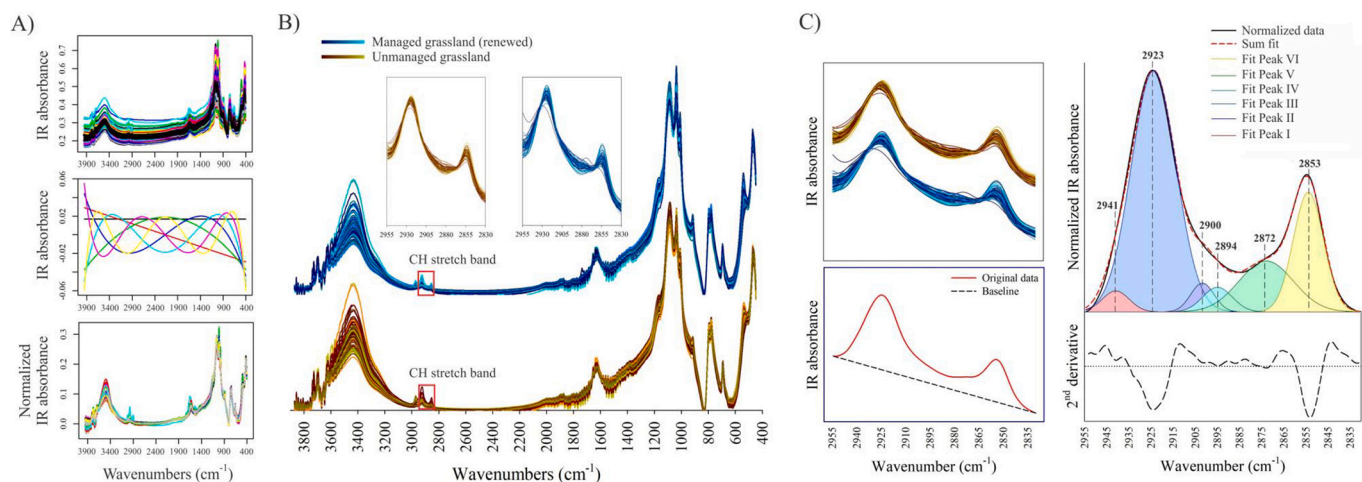 A)
IR absorbance
0.7
0.6
0.5
0.4
0.3
0.2
3900 3400 2900 2400 1900 1400 900 400
IR absorbance
0.06
0.02
-0.02
-0.06
3900 3400 2900 2400 1900 1400 900 400
Normalized
IR absorbance
0.3
0.2
0.1
0.0
3900 3400 2900 2400 1900 1400 900 400
Wavenumbers (cm-1)
B)
Managed grassland (renewed)
Unmanaged grassland
2955 2930 2905 2855 2830
2955 2910 2905 2855 2830
CH stretch band
CH stretch band
3800 3600 3400 3200 3000 2800 2600 2400 2200 2000 1800 1600 1400 1200 1000 800 600 400
Wavenumbers (cm-1)
C)
IR absorbance
IR absorbance
Original data
Baseline
2955 2940 2925 2910 2895 2880 2866 2850 2835
Wavenumber (cm-1)
Normalized IR absorbance
Normalized data
Sum fit
Fit Peak VI
Fit Peak V
Fit Peak IV
Fit Peak III
Fit Peak II
Fit Peak I
2923
2853
2941
2900
2894
2872
2nd derivative
2955 2945 2935 2925 2915 2905 2894 2885 2875 2865 2855 2845 2835
Wavenumber (cm-1)